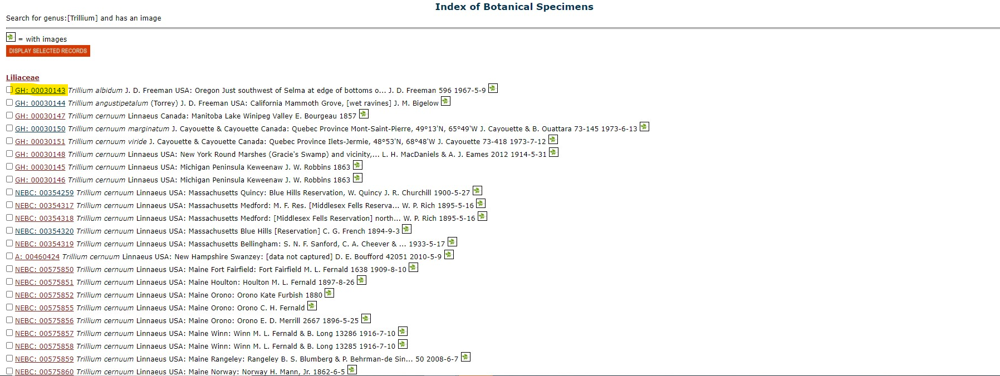 Index of Botanical Specimens
Search for genus:[Trillium] and has an image
= with images
DISPLAY SELECTED RECORDS
Liliaceae
GH: 00030143 Trillium albidum J. D. Freeman USA: Oregon Just southwest of Selma at edge of bottoms o... J. D. Freeman 596 1967-5-9
GH: 00030144 Trillium angustipetalum (Torrey) J. D. Freeman USA: California Mammoth Grove, [wet ravines] J. M. Bigelow
GH: 00030147 Trillium cernuum Linnaeus Canada: Manitoba Lake Winipeg Valley E. Bourgeau 1857
GH: 00030150 Trillium cernuum marginatum J. Cayouette & Cayouette Canada: Quebec Province Mont-Saint-Pierre, 49°13'N, 65°49'W J. Cayouette & B. Ouattara 73-145 1973-6-13
GH: 00030151 Trillium cernuum viride J. Cayouette & Cayouette Canada: Quebec Province Ilets-Jermie, 48°53'N, 68°48'W J. Cayouette 73-418 1973-7-12
GH: 00030148 Trillium cernuum Linnaeus USA: New York Round Marshes (Gracie's Swamp) and vicinity,... L. H. MacDaniels & A. J. Eames 2012 1914-5-31
GH: 00030145 Trillium cernuum Linnaeus USA: Michigan Peninsula Keweenaw J. W. Robbins 1863
GH: 00030146 Trillium cernuum Linnaeus USA: Michigan Peninsula Keweenaw J. W. Robbins 1863
NEBC: 00354259 Trillium cernuum Linnaeus USA: Massachusetts Quincy: Blue Hills Reservation, W. Quincy J. R. Churchill 1900-5-27
NEBC: 00354317 Trillium cernuum Linnaeus USA: Massachusetts Medford: M. F. Res. [Middlesex Fells Reserva... W. P. Rich 1895-5-16
NEBC: 00354318 Trillium cernuum Linnaeus USA: Massachusetts Medford: [Middlesex Fells Reservation] north... W. P. Rich 1895-5-16
NEBC: 00354320 Trillium cernuum Linnaeus USA: Massachusetts Blue Hills [Reservation] C. G. French 1894-9-3
NEBC: 00354319 Trillium cernuum Linnaeus USA: Massachusetts Bellingham: S. N. F. Sanford, C. A. Cheever & ... 1933-5-17
A: 00460424 Trillium cernuum Linnaeus USA: New Hampshire Swanzey: [data not captured] D. E. Boufford 42051 2010-5-9
NEBC: 00575850 Trillium cernuum Linnaeus USA: Maine Fort Fairfield: Fort Fairfield M. L. Fernald 1638 1909-8-10
NEBC: 00575851 Trillium cernuum Linnaeus USA: Maine Houlton: Houlton M. L. Fernald 1897-8-26
NEBC: 00575852 Trillium cernuum Linnaeus USA: Maine Orono: Orono Kate Furbish 1880
NEBC: 00575855 Trillium cernuum Linnaeus USA: Maine Orono: Orono C. H. Fernald
NEBC: 00575856 Trillium cernuum Linnaeus USA: Maine Orono: Orono E. D. Merrill 2667 1896-5-25
NEBC: 00575857 Trillium cernuum Linnaeus USA: Maine Winn: Winn M. L. Fernald & B. Long 13286 1916-7-10
NEBC: 00575858 Trillium cernuum Linnaeus USA: Maine Winn: Winn M. L. Fernald & B. Long 13285 1916-7-10
NEBC: 00575859 Trillium cernuum Linnaeus USA: Maine Rangeley: Rangeley B. S. Blumberg & P. Behrman-de Sin... 50 2008-6-7
NEBC: 00575860 Trillium cernuum Linnaeus USA: Maine Norway: Norway H. Mann, Jr. 1862-6-5